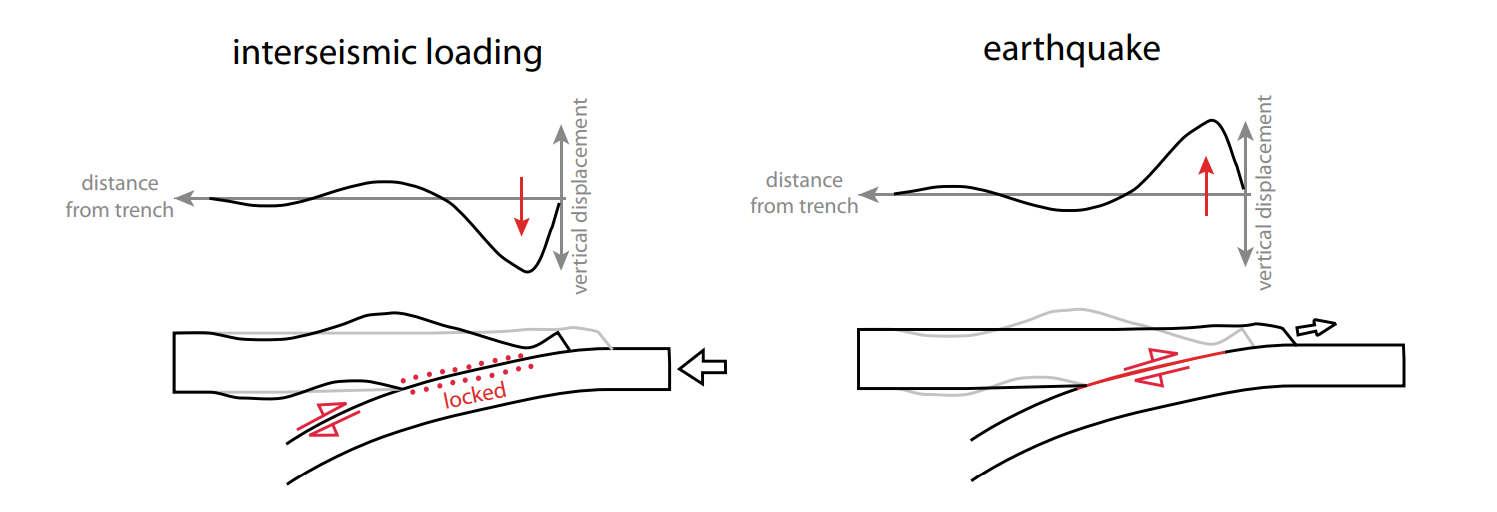 interseismic loading
earthquake
distance
from trench
vertical displacement
distance
from trench
vertical displacement
locked